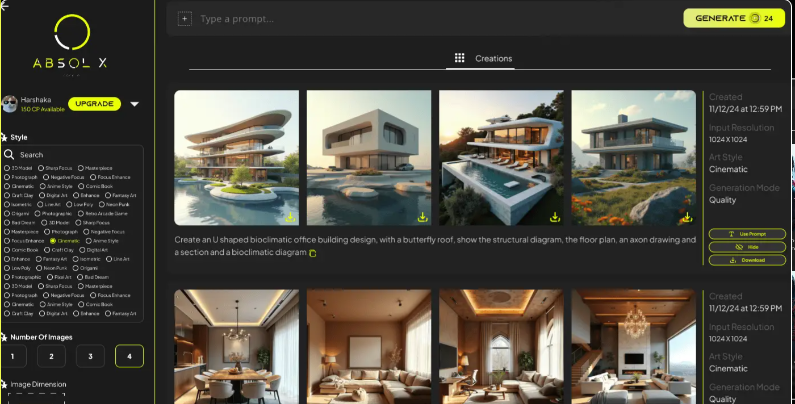 ABSOL X
Harshaka
150 CP Available
UPGRADE
Style
Search
3D Model Sharp Focus Masterpiece
Photograph Negative Focus Focus Enhance
Cinematic Anime Style Comic Book
Craft Clay Digital Art Enhance Fantasy Art
Isometric Line Art Low Poly Neon Punk
Origami Photographic Retro Arcade Game
Bad Dream 3D Model Sharp Focus
Masterpiece Photograph Negative Focus
Focus Enhance Cinematic Anime Style
Comic Book Craft Clay Digital Art
Enhance Fantasy Art Isometric Line Art
Low Poly Neon Punk Origami
Photographic Pixel Art Bad Dream
3D Model Sharp Focus Masterpiece
Photograph Negative Focus Focus Enhance
Cinematic Anime Style Comic Book
Craft Clay Digital Art Enhance Fantasy Art
Number Of Images
1 2 3 4
Image Dimension
Type a prompt...
GENERATE 24
Creations
Created
11/12/24 at 12:59 PM
Input Resolution
1024 X 1024
Art Style
Cinematic
Generation Mode
Quality
Use Prompt
Hide
Download
Create an U shaped bioclimatic office building design, with a butterfly roof, show the structural diagram, the floor plan, an axon drawing and
a section and a bioclimatic diagram
Created
11/12/24 at 12:59 PM
Input Resolution
1024 X 1024
Art Style
Cinematic
Generation Mode
Quality